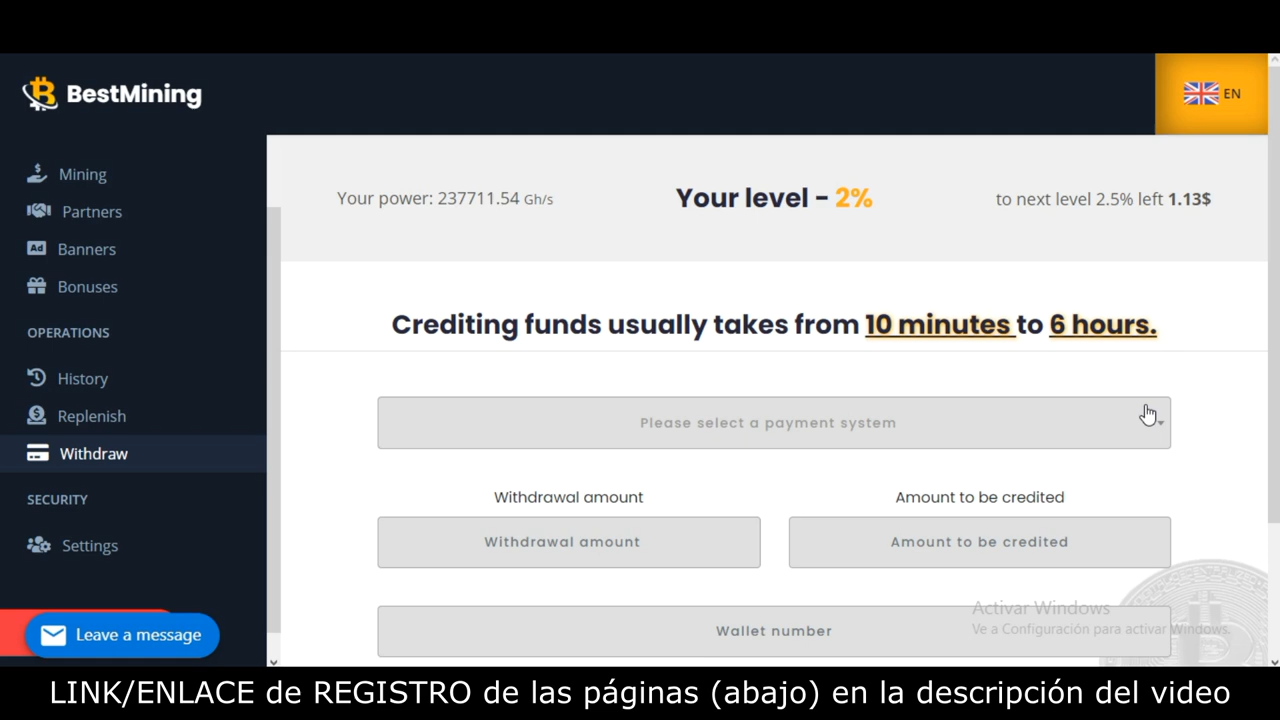 BestMining
EN
Mining
Partners
Banners
Bonuses
OPERATIONS
History
Replenish
Withdraw
SECURITY
Settings
Leave a message
Your power: 237711.54 Gh/s
Your level - 2%
to next level 2.5% left 1.13$
Crediting funds usually takes from 10 minutes to 6 hours.
Please select a payment system
Withdrawal amount
Amount to be credited
Withdrawal amount
Amount to be credited
Wallet number
Activar Windows
Ve a Configuración para activar Windows.
LINK/ENLACE de REGISTRO de las páginas (abajo) en la descripción del video